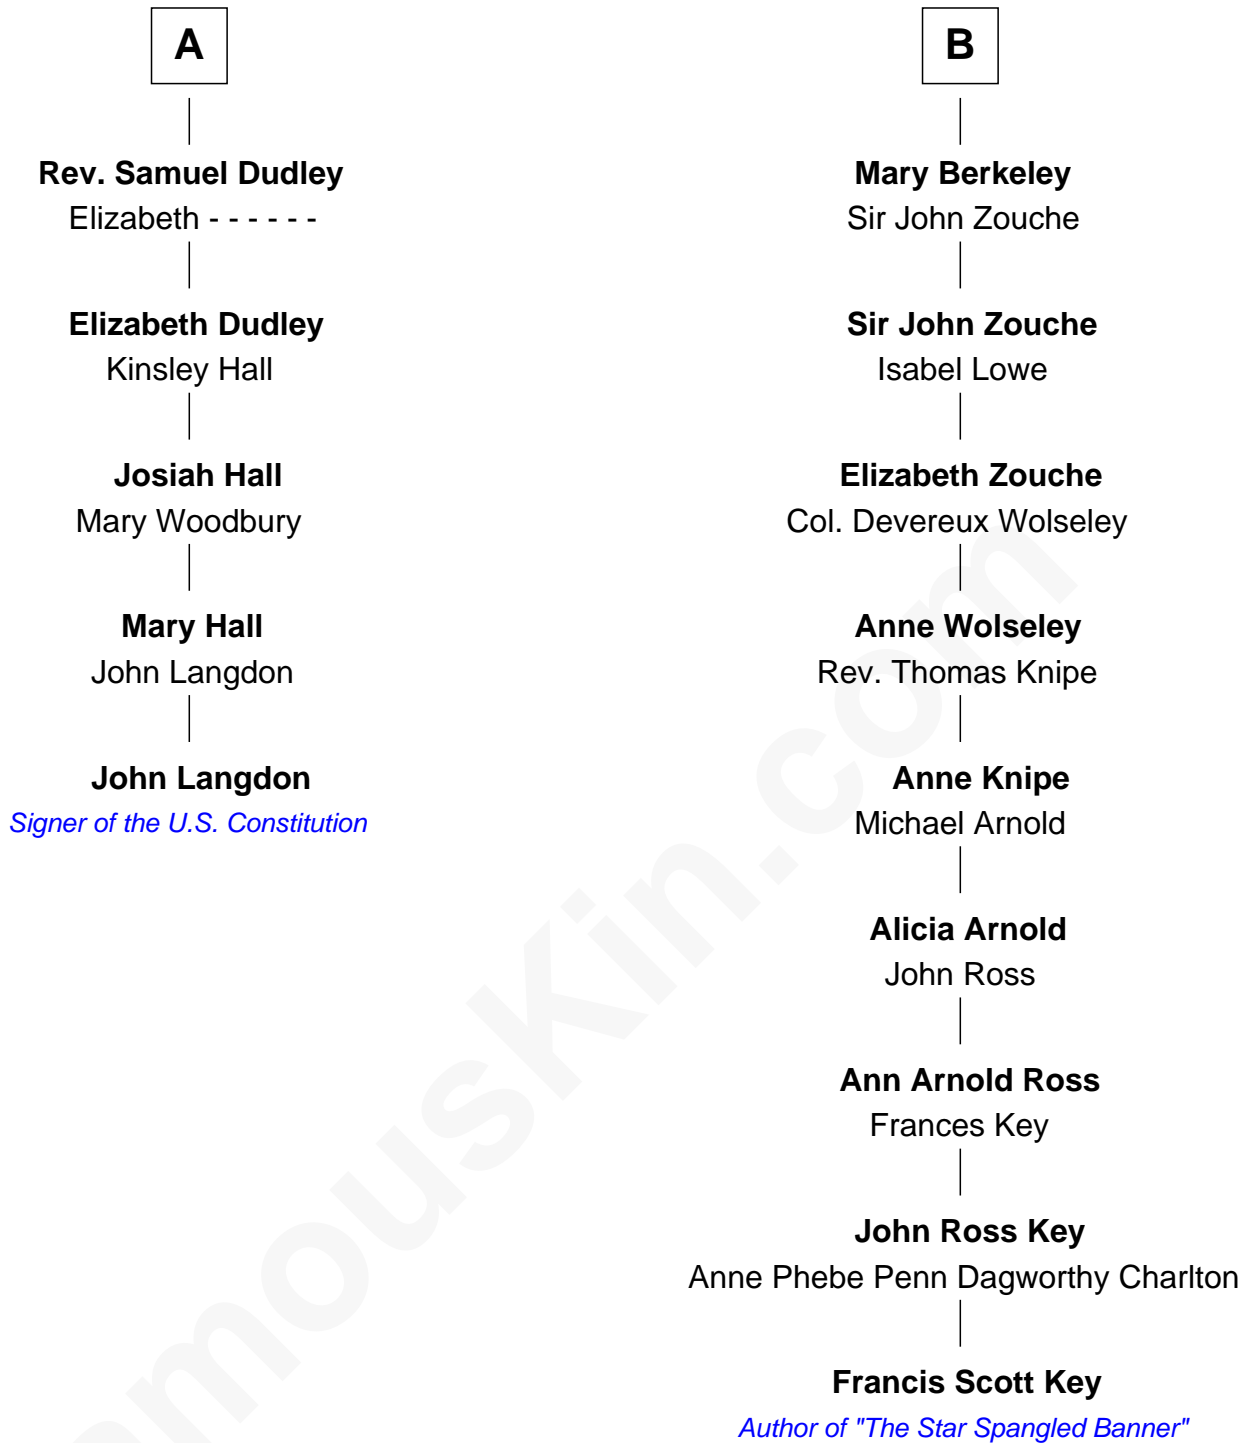 A
Rev. Samuel Dudley
Elizabeth - - - - - -
Elizabeth Dudley
Kinsley Hall
Josiah Hall
Mary Woodbury
Mary Hall
John Langdon
John Langdon
Signer of the U.S. Constitution
B
Mary Berkeley
Sir John Zouche
Sir John Zouche
Isabel Lowe
Elizabeth Zouche
Col. Devereux Wolseley
Anne Wolseley
Rev. Thomas Knipe
Anne Knipe
Michael Arnold
Alicia Arnold
John Ross
Ann Arnold Ross
Frances Key
John Ross Key
Anne Phebe Penn Dagworthy Charlton
Francis Scott Key
Author of "The Star Spangled Banner"
amouskin.com